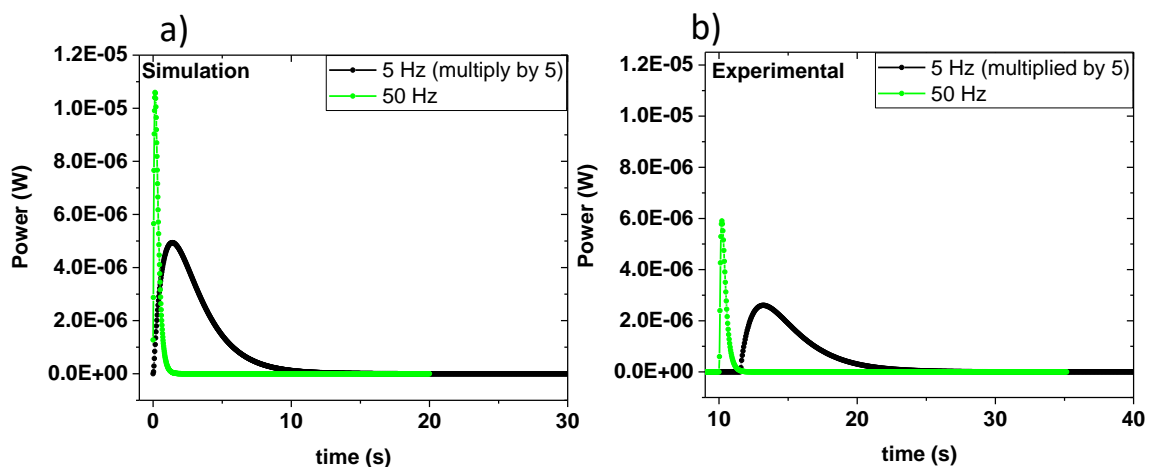 a)
Simulation
5 Hz (multiply by 5)
50 Hz
1.2E-05
1.0E-05
8.0E-06
6.0E-06
4.0E-06
2.0E-06
0.0E+00
Power (W)
0 10 20 30
time (s)
b)
Experimental
5 Hz (multiplied by 5)
50 Hz
1.2E-05
1.0E-05
8.0E-06
6.0E-06
4.0E-06
2.0E-06
0.0E+00
Power (W)
10 20 30 40
time (s)